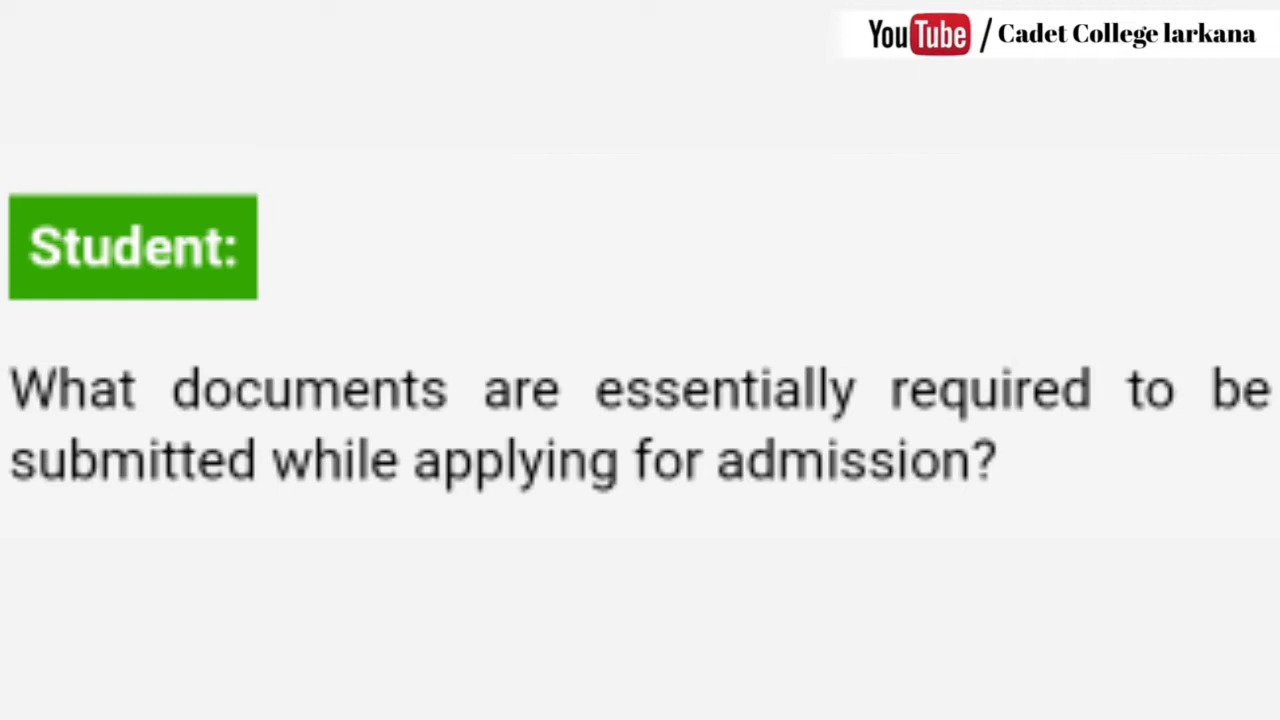 YouTube / Cadet College larkana
Student:
What documents are essentially required to be
submitted while applying for admission?